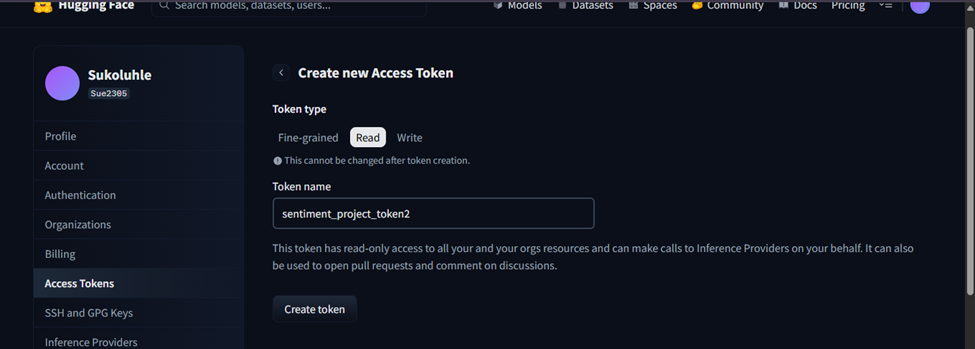 Hugging Face
Search models, datasets, users...
Models
Datasets
Spaces
Community
Docs
Pricing
Sukoluhle
Sue2305
Profile
Account
Authentication
Organizations
Billing
Access Tokens
SSH and GPG Keys
Inference Providers
Create new Access Token
Token type
Fine-grained Read Write
This cannot be changed after token creation.
Token name
sentiment_project_token2
This token has read-only access to all your and your orgs resources and can make calls to Inference Providers on your behalf. It can also
be used to open pull requests and comment on discussions.
Create token